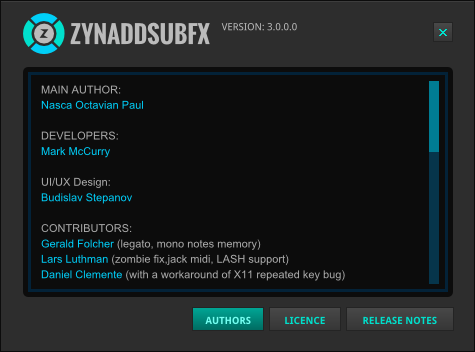 ZYNADDSUBFX VERSION: 3.0.0.0
MAIN AUTHOR:
Nasca Octavian Paul
DEVELOPERS:
Mark McCurry
UI/UX Design:
Budislav Stepanov
CONTRIBUTORS:
Gerald Folcher (legato, mono notes memory)
Lars Luthman (zombie fix,jack midi, LASH support)
Daniel Clemente (with a workaround of X11 repeated key bug)
AUTHORS LICENCE RELEASE NOTES